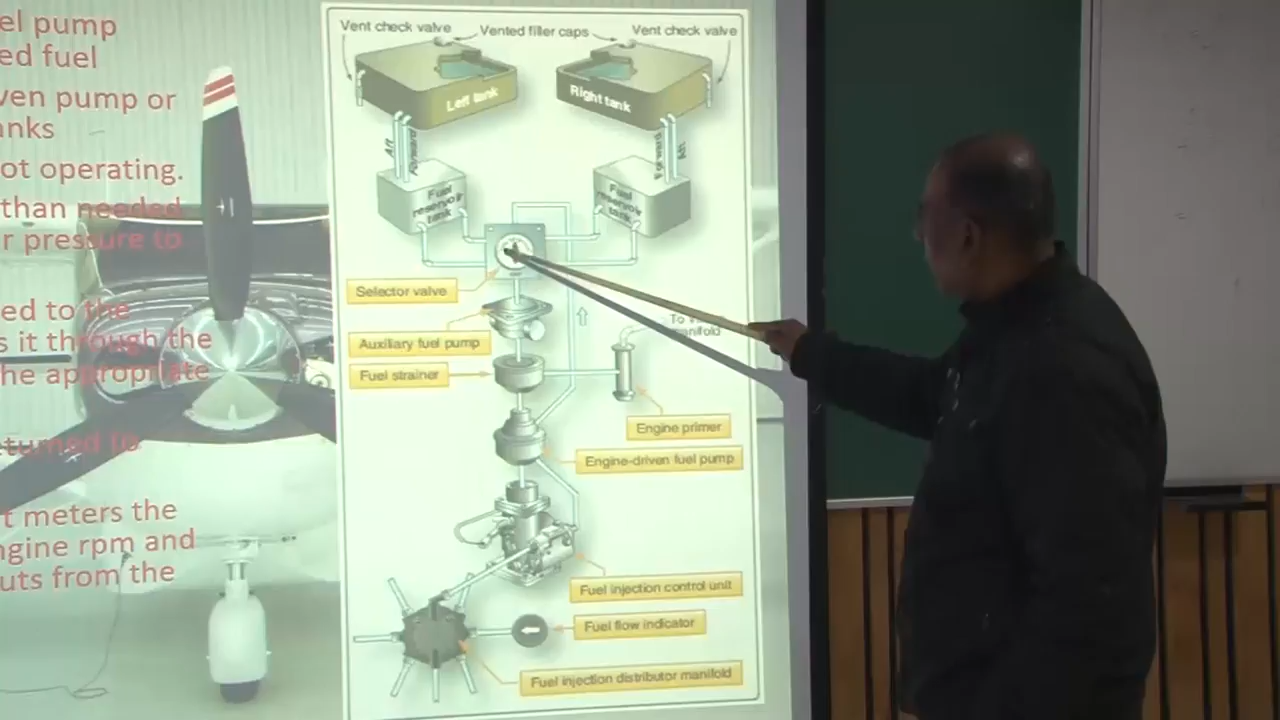 el pump
ed fuel
ven pump or
anks
ot operating.
than needed
r pressure to
ed to the
s it through the
he appropriate
eturned to
t meters the
ngine rpm and
uts from the
Vent check valve
Vented filler caps
Vent check valve
Left tank
Right tank
Aft
Forward
Forward
Aft
Fuel
reservoir
tank
Fuel
reservoir
tank
Selector valve
Auxiliary fuel pump
Fuel strainer
To
manifold
Engine primer
Engine-driven fuel pump
Fuel injection control unit
Fuel flow indicator
Fuel injection distributor manifold